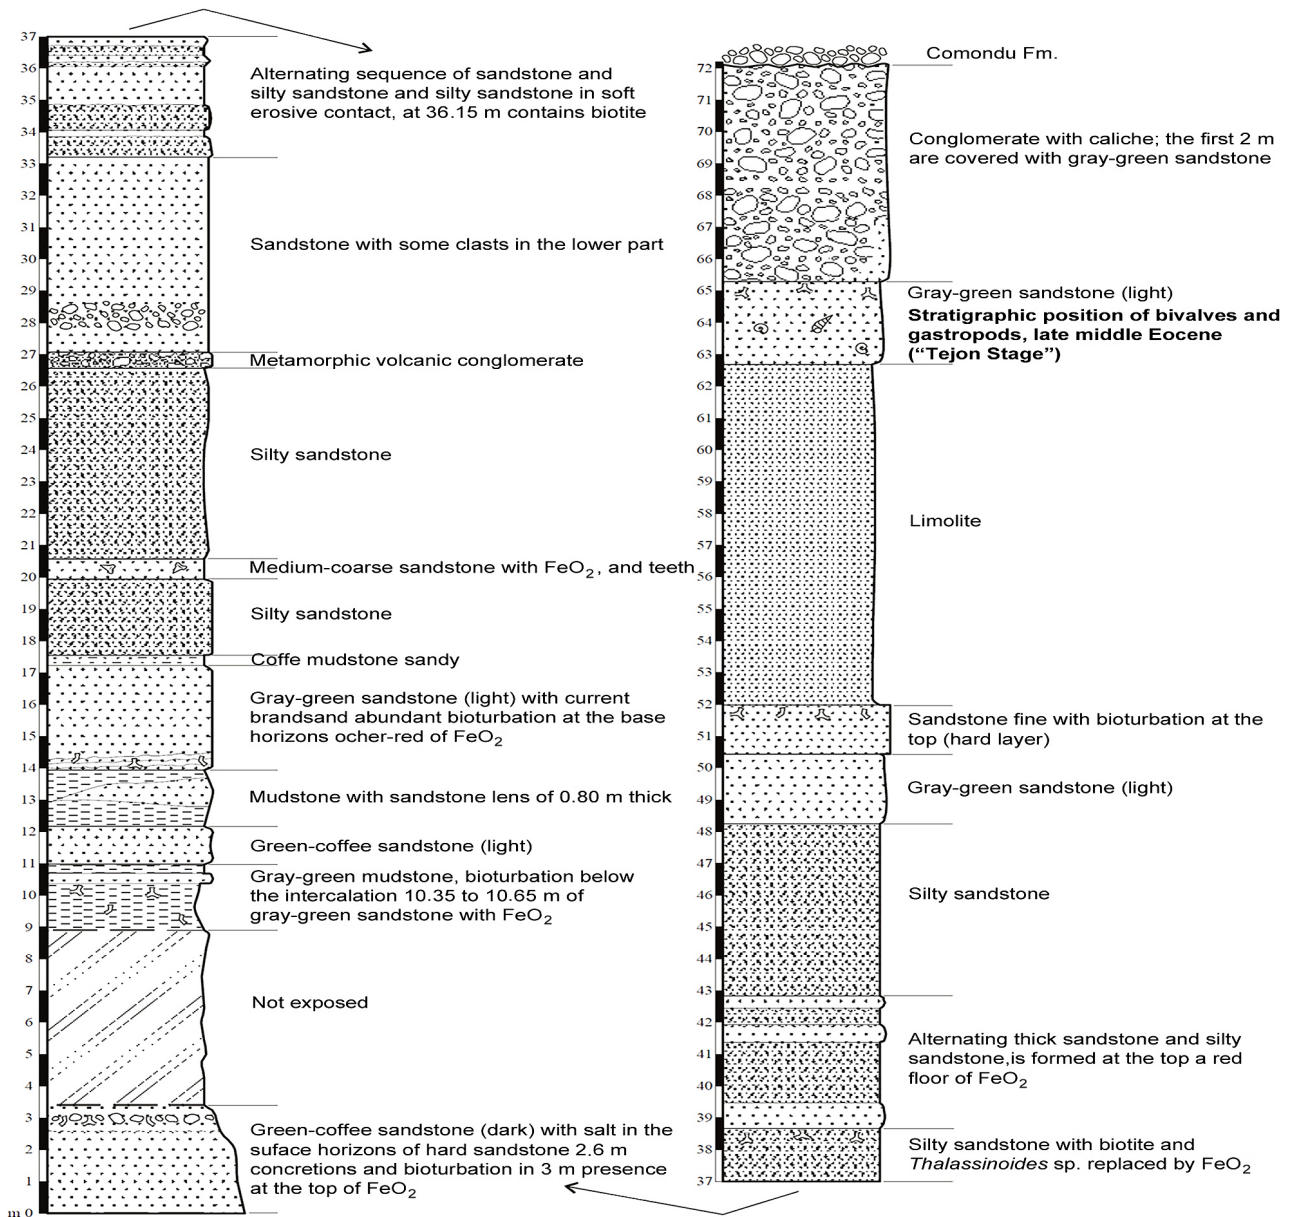 37
36
35
34
33
32
31
30
29
28
27
26
25
24
23
22
21
20
19
18
17
16
15
14
13
12
11
10
9
8
7
6
5
4
3
2
1
m 0
Alternating sequence of sandstone and
silty sandstone and silty sandstone in soft
erosive contact, at 36.15 m contains biotite
Sandstone with some clasts in the lower part
Metamorphic volcanic conglomerate
Silty sandstone
Medium-coarse sandstone with FeO2, and teeth
Silty sandstone
Coffe mudstone sandy
Gray-green sandstone (light) with current
brandsand abundant bioturbation at the base
horizons ocher-red of FeO2
Mudstone with sandstone lens of 0.80 m thick
Green-coffee sandstone (light)
Gray-green mudstone, bioturbation below
the intercalation 10.35 to 10.65 m of
gray-green sandstone with FeO2
Not exposed
Green-coffee sandstone (dark) with salt in the
suface horizons of hard sandstone 2.6 m
concretions and bioturbation in 3 m presence
at the top of FeO2
72
71
70
69
68
67
66
65
64
63
62
61
60
59
58
57
56
55
54
53
52
51
50
49
48
47
46
45
44
43
42
41
40
39
38
37
Comondu Fm.
Conglomerate with caliche; the first 2 m
are covered with gray-green sandstone
Gray-green sandstone (light)
Stratigraphic position of bivalves and
gastropods, late middle Eocene
(“Tejon Stage”)
Limolite
Sandstone fine with bioturbation at the
top (hard layer)
Gray-green sandstone (light)
Silty sandstone
Alternating thick sandstone and silty
sandstone,is formed at the top a red
floor of FeO2
Silty sandstone with biotite and
Thalassinoides sp. replaced by FeO2